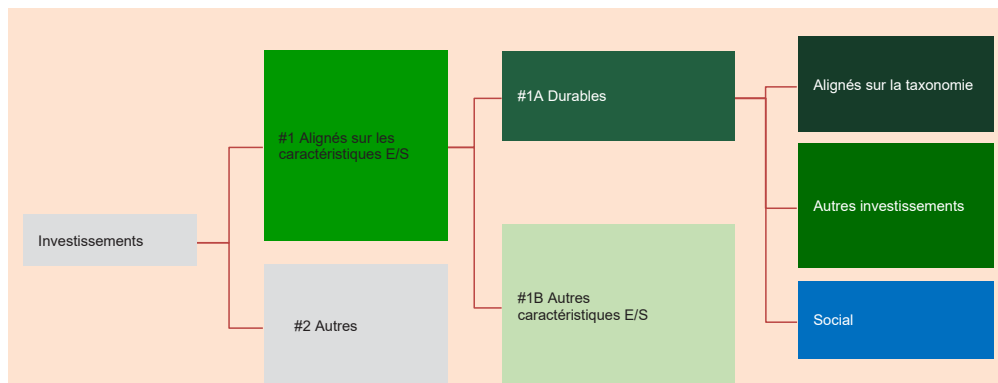 Investissements
#1 Alignés sur les
caractéristiques E/S
#2 Autres
#1A Durables
#1B Autres
caractéristiques E/S
Alignés sur la taxonomie
Autres investissements
Social